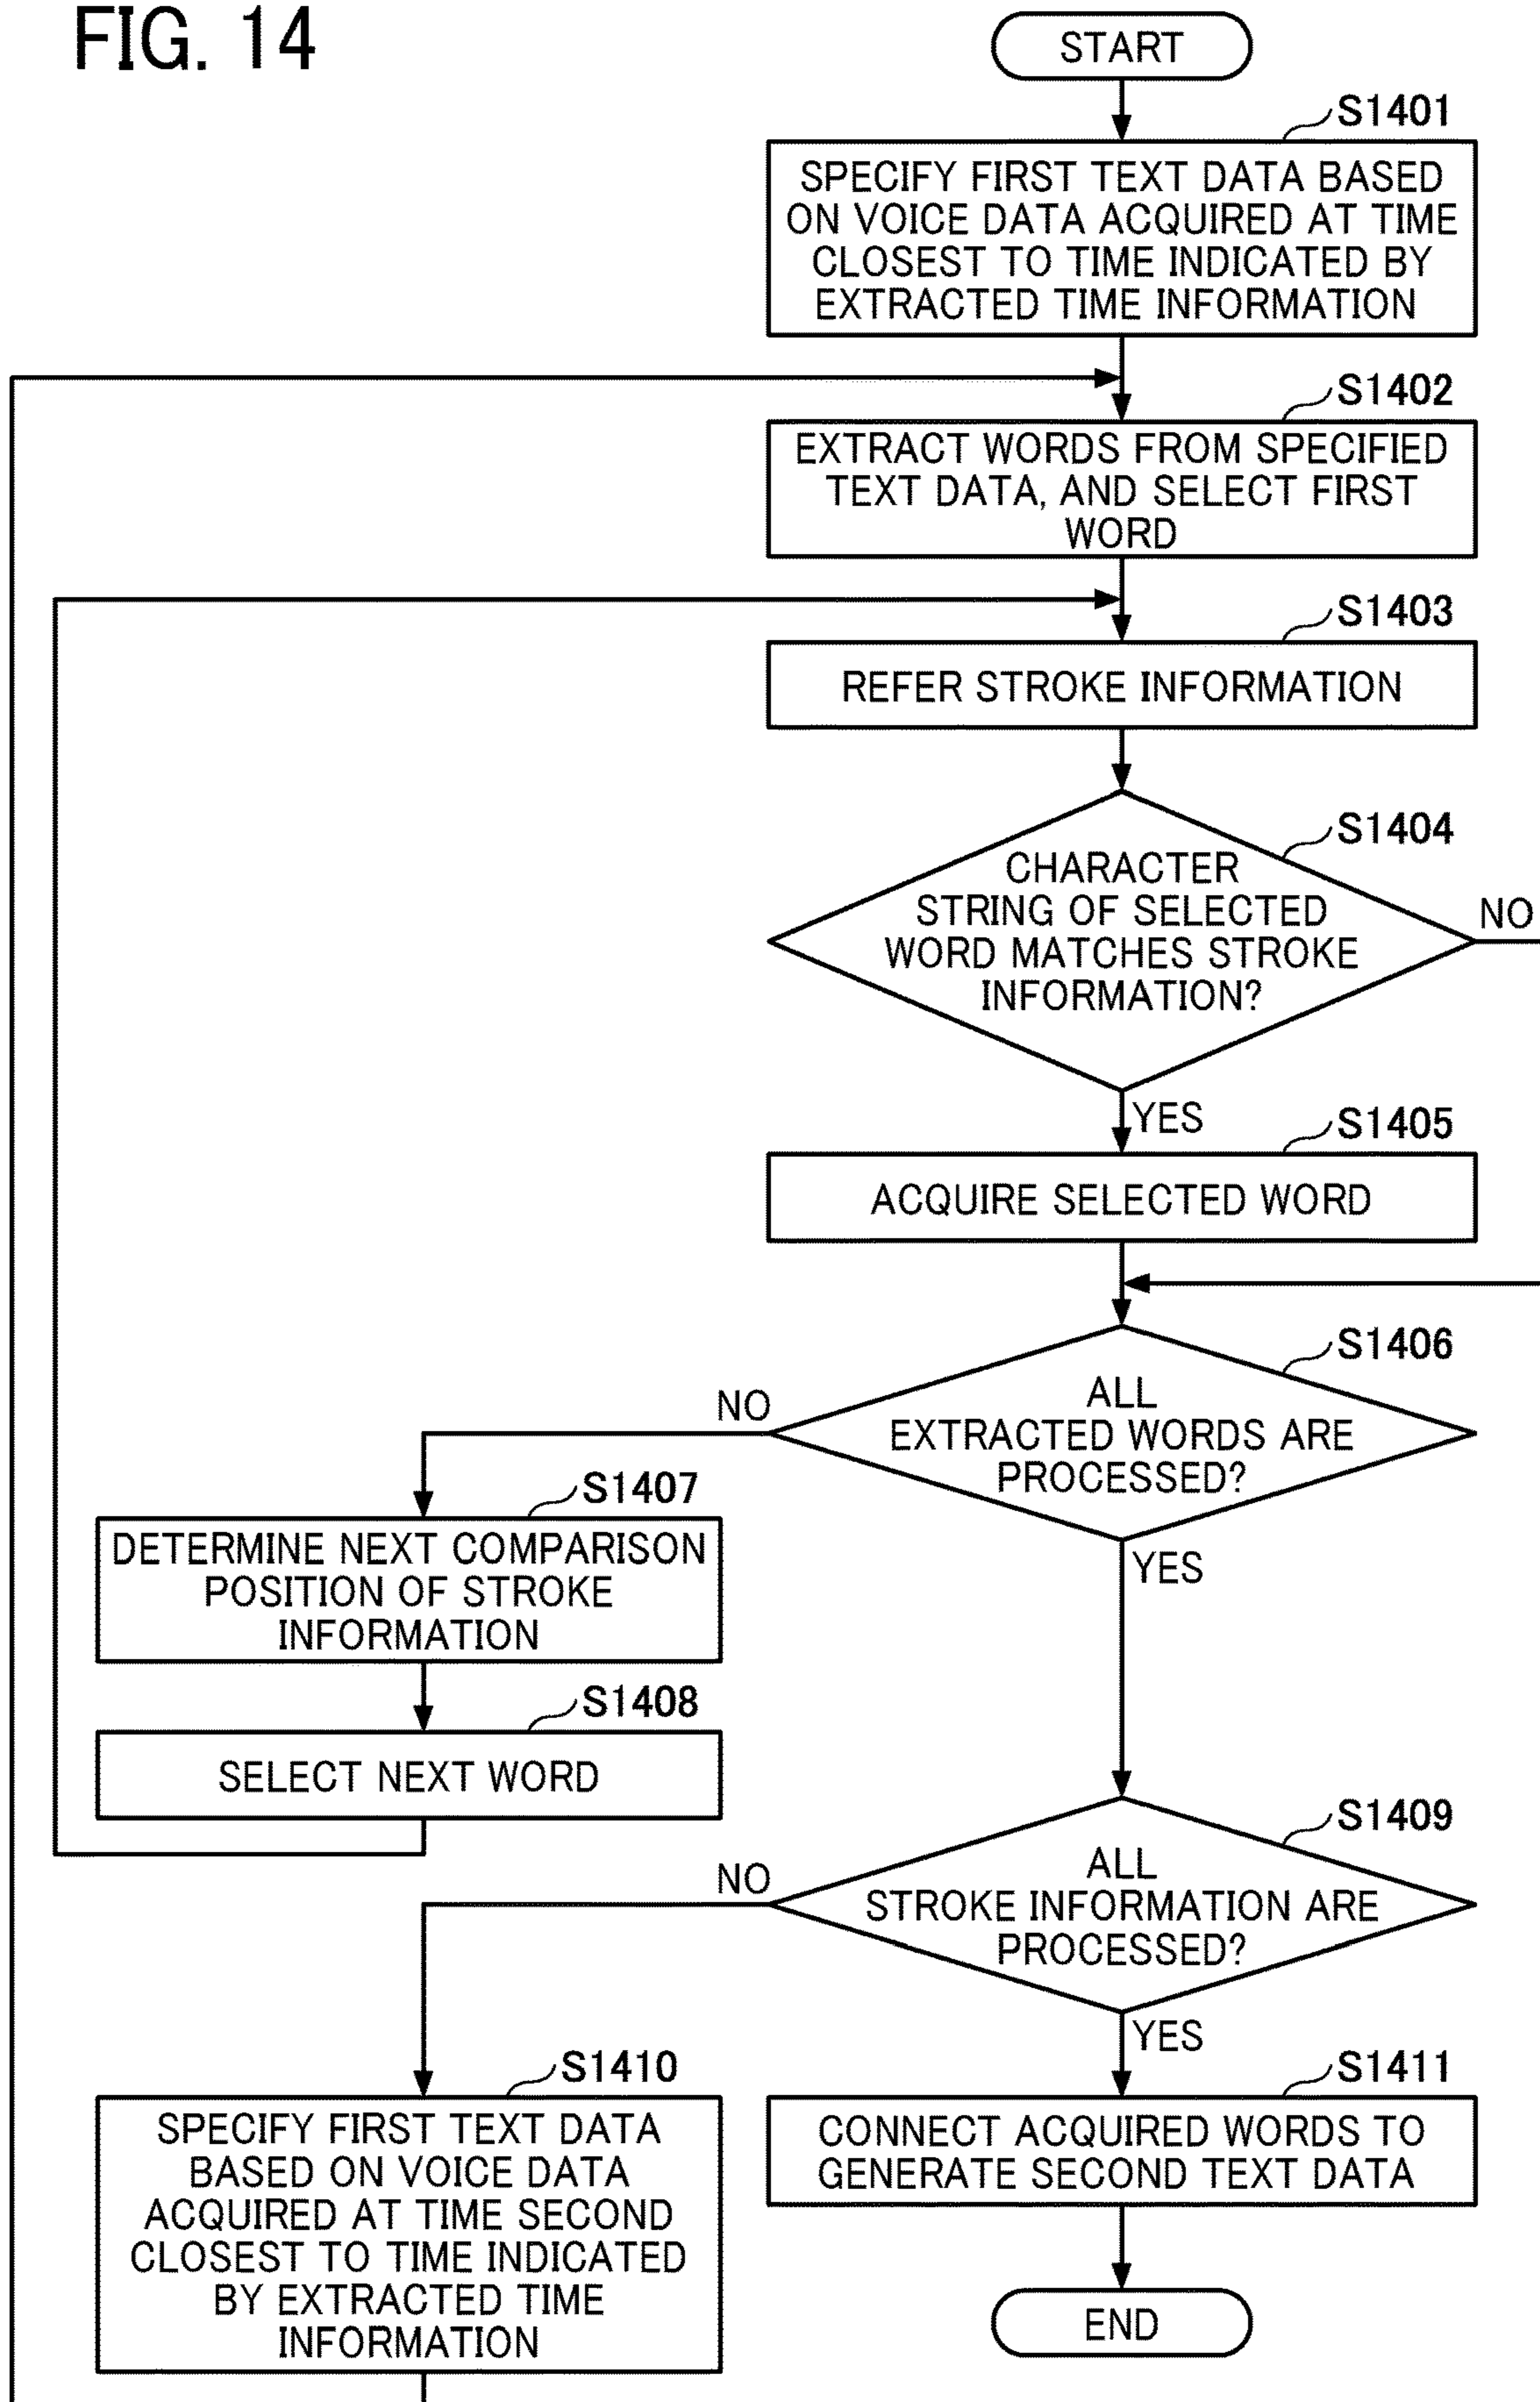 FIG. 14
START
S1401
SPECIFY FIRST TEXT DATA BASED
ON VOICE DATA ACQUIRED AT TIME
CLOSEST TO TIME INDICATED BY
EXTRACTED TIME INFORMATION
S1402
EXTRACT WORDS FROM SPECIFIED
TEXT DATA, AND SELECT FIRST
WORD
S1403
REFER STROKE INFORMATION
S1404
CHARACTER
STRING OF SELECTED
WORD MATCHES STROKE
INFORMATION?
NO
YES
S1405
ACQUIRE SELECTED WORD
S1406
ALL
EXTRACTED WORDS ARE
PROCESSED?
NO
YES
S1407
DETERMINE NEXT COMPARISON
POSITION OF STROKE
INFORMATION
S1408
SELECT NEXT WORD
S1409
ALL
STROKE INFORMATION ARE
PROCESSED?
NO
YES
S1410
SPECIFY FIRST TEXT DATA
BASED ON VOICE DATA
ACQUIRED AT TIME SECOND
CLOSEST TO TIME INDICATED
BY EXTRACTED TIME
INFORMATION
S1411
CONNECT ACQUIRED WORDS TO
GENERATE SECOND TEXT DATA
END